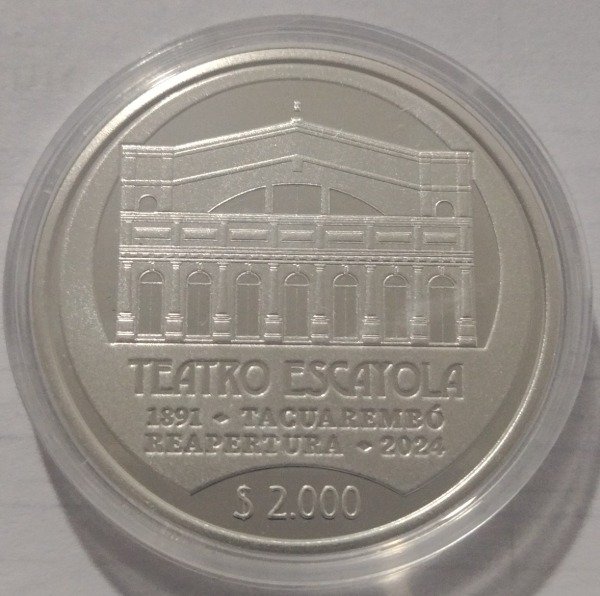 TEATRO ESCAYOLA
1891 ⬥ TACUAREMBÓ
REAPERTURA ⬥ 2024
$ 2.000